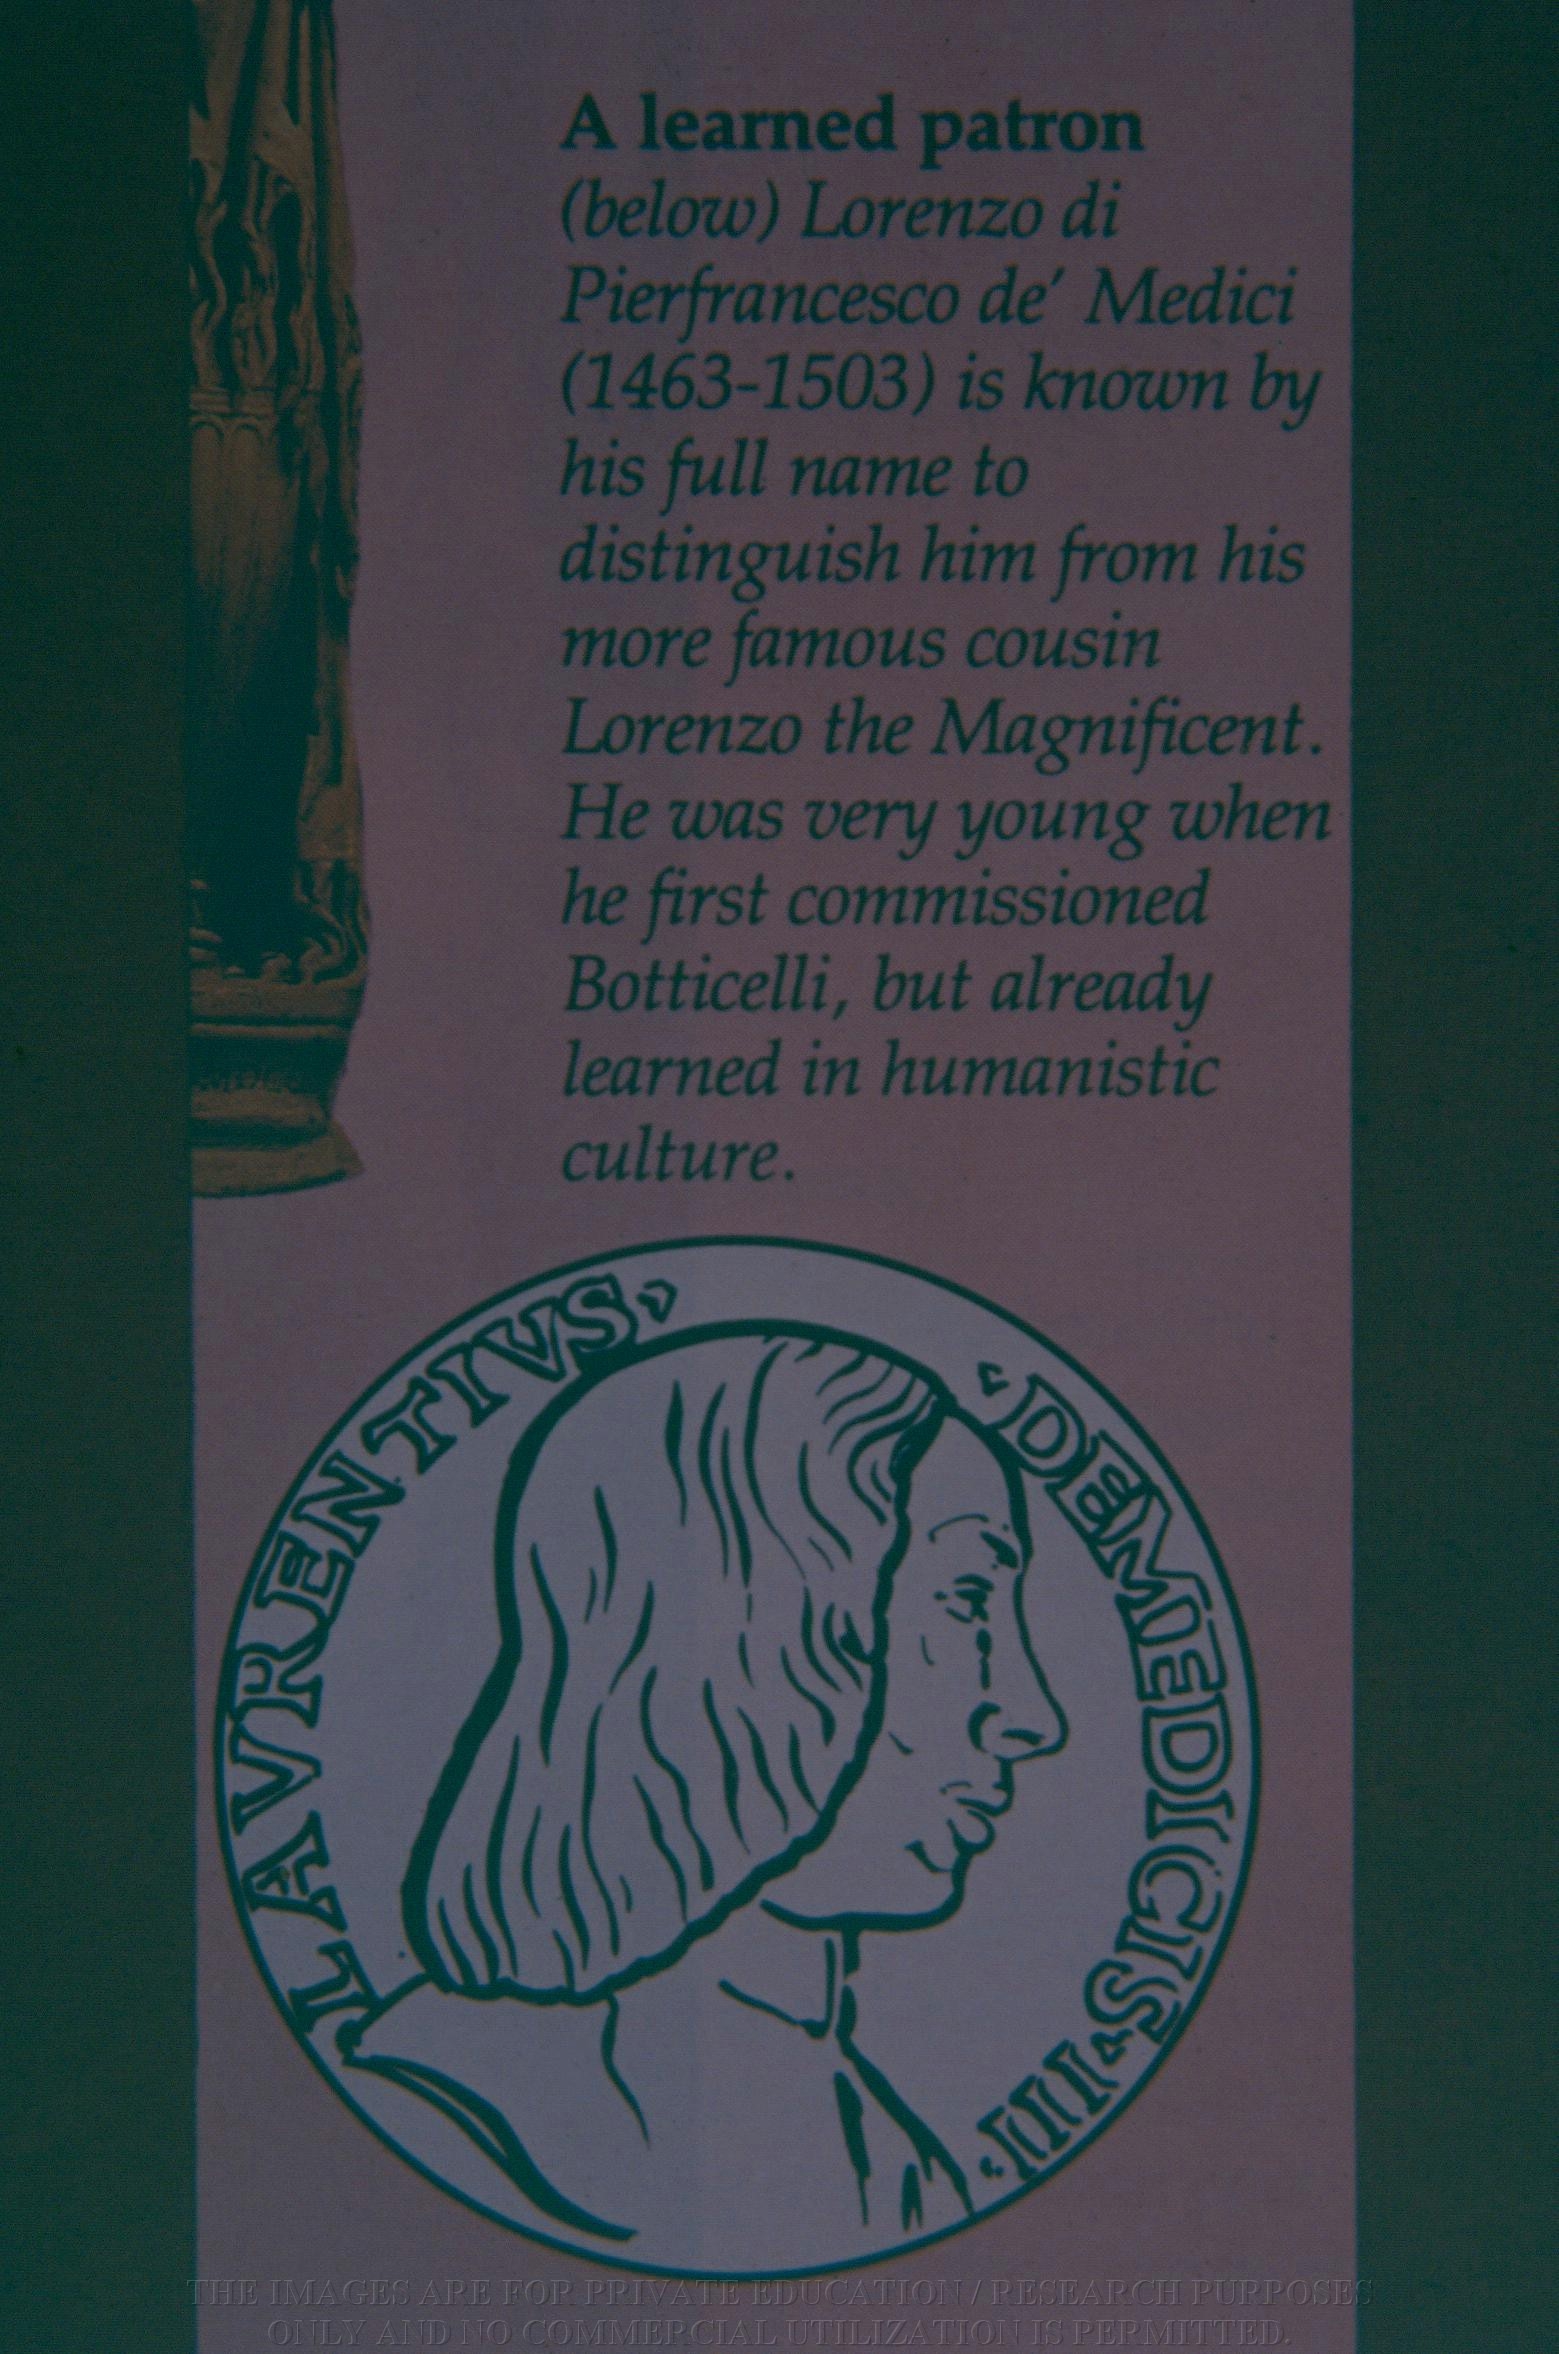 A learned patron
(below) Lorenzo di
Pierfrancesco de' Medici
(1463-1503) is known by
his full name to
distinguish him from his
more famous cousin
Lorenzo the Magnificent.
He was very young when
he first commissioned
Botticelli, but already
learned in humanistic
culture.
LAVRENTIVS · DEMEDICIS · III ·
THE IMAGES ARE FOR PRIVATE EDUCATION / RESEARCH PURPOSES
ONLY AND NO COMMERCIAL UTILIZATION IS PERMITTED.